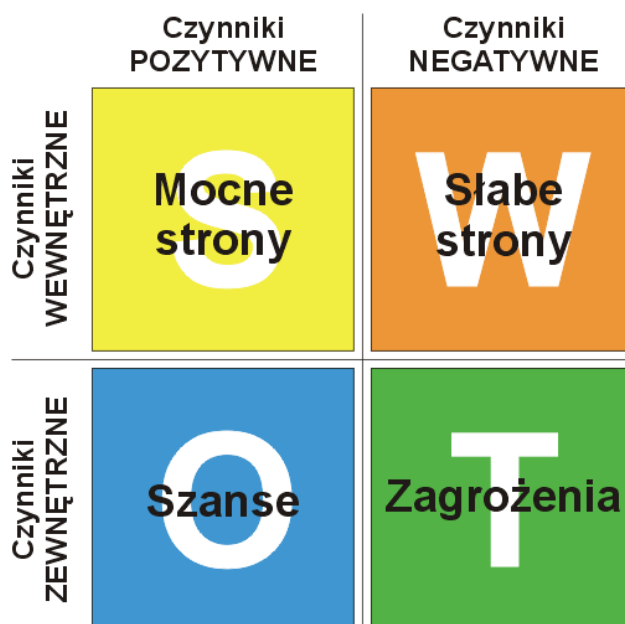 Czynniki
POZYTYWNE
Czynniki
NEGATYWNE
Czynniki
WEWNĘTRZNE
S
Mocne
strony
W
Słabe
strony
Czynniki
ZEWNĘTRZNE
O
Szanse
T
Zagrożenia